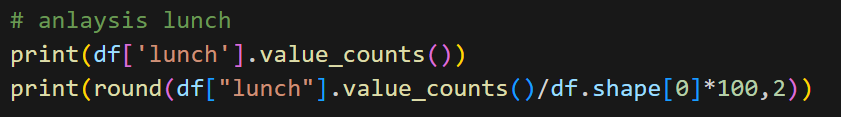 # anlaysis lunch
print(df['lunch'].value_counts())
print(round(df["lunch"].value_counts()/df.shape[0]*100,2))